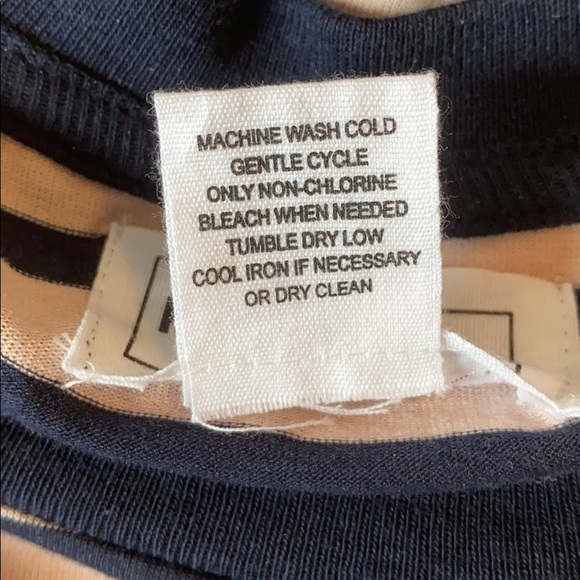 MACHINE WASH COLD
GENTLE CYCLE
ONLY NON-CHLORINE
BLEACH WHEN NEEDED
TUMBLE DRY LOW
COOL IRON IF NECESSARY
OR DRY CLEAN